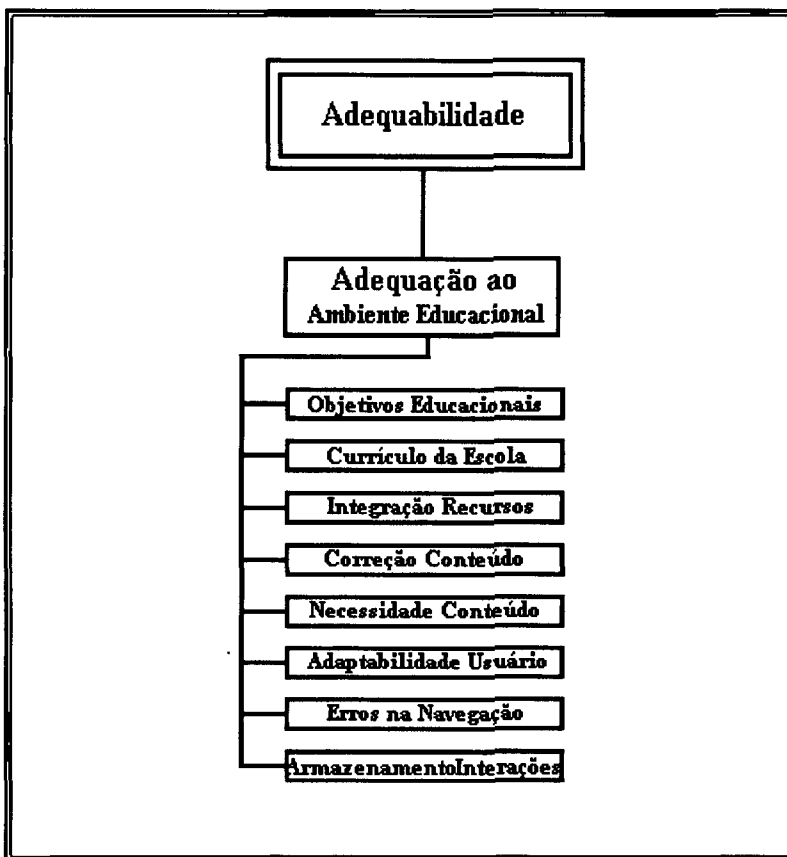 Adequabilidade
Adequação ao
Ambiente Educacional
Objetivos Educacionais
Currículo da Escola
Integração Recursos
Correção Conteúdo
Necessidade Conteúdo
Adaptabilidade Usuário
Erros na Navegação
ArmazenamentoInterações